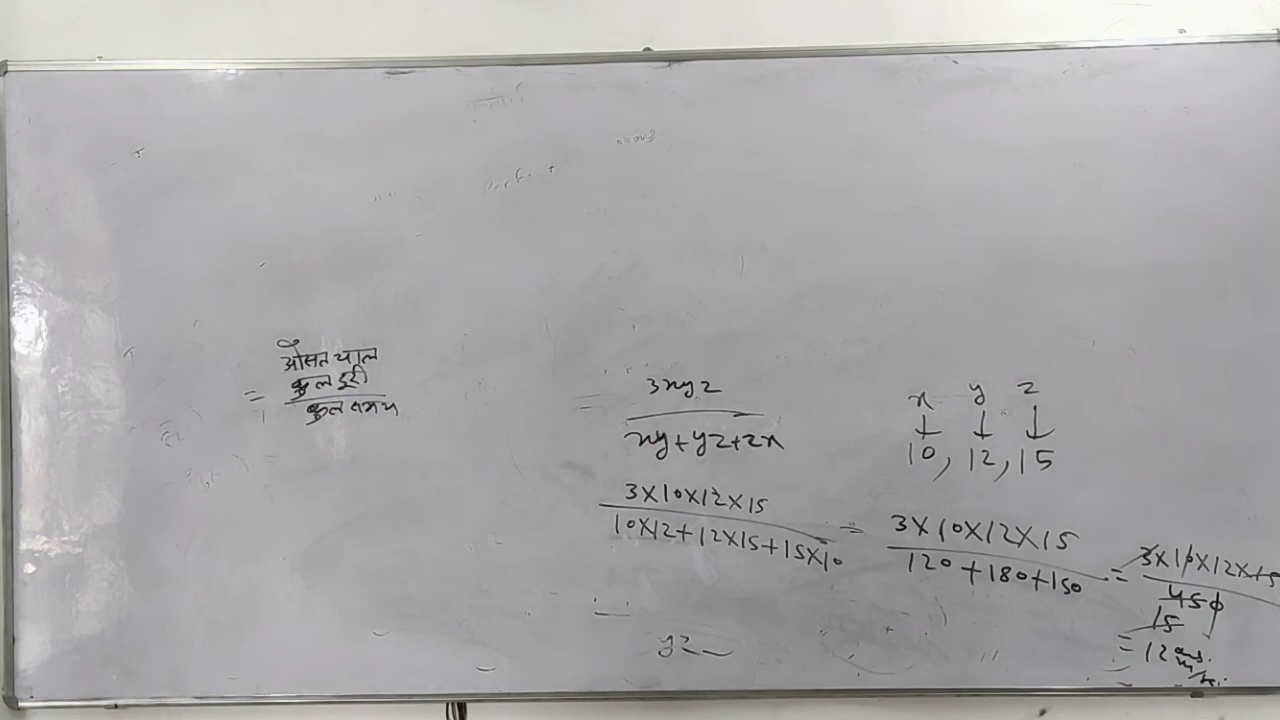 औसत चाल
= कुल दूरी
कुल समय
= 3xyz
xy+yz+zx
x y z
↓ ↓ ↓
10, 12, 15
3×10×12×15
10×12+12×15+15×10
= 3×10×12×15
120+180+150
= 3×10×12×15
450
15
= 12 ans.